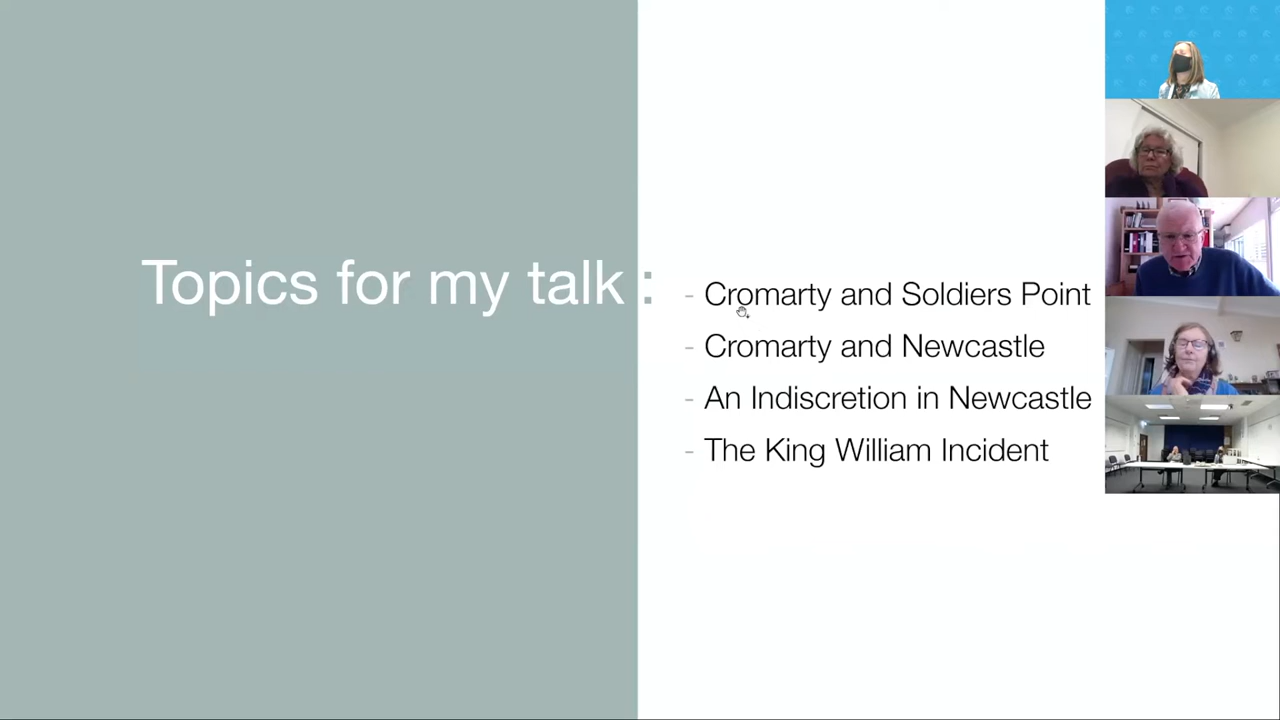 Topics for my talk :
- Cromarty and Soldiers Point
- Cromarty and Newcastle
- An Indiscretion in Newcastle
- The King William Incident